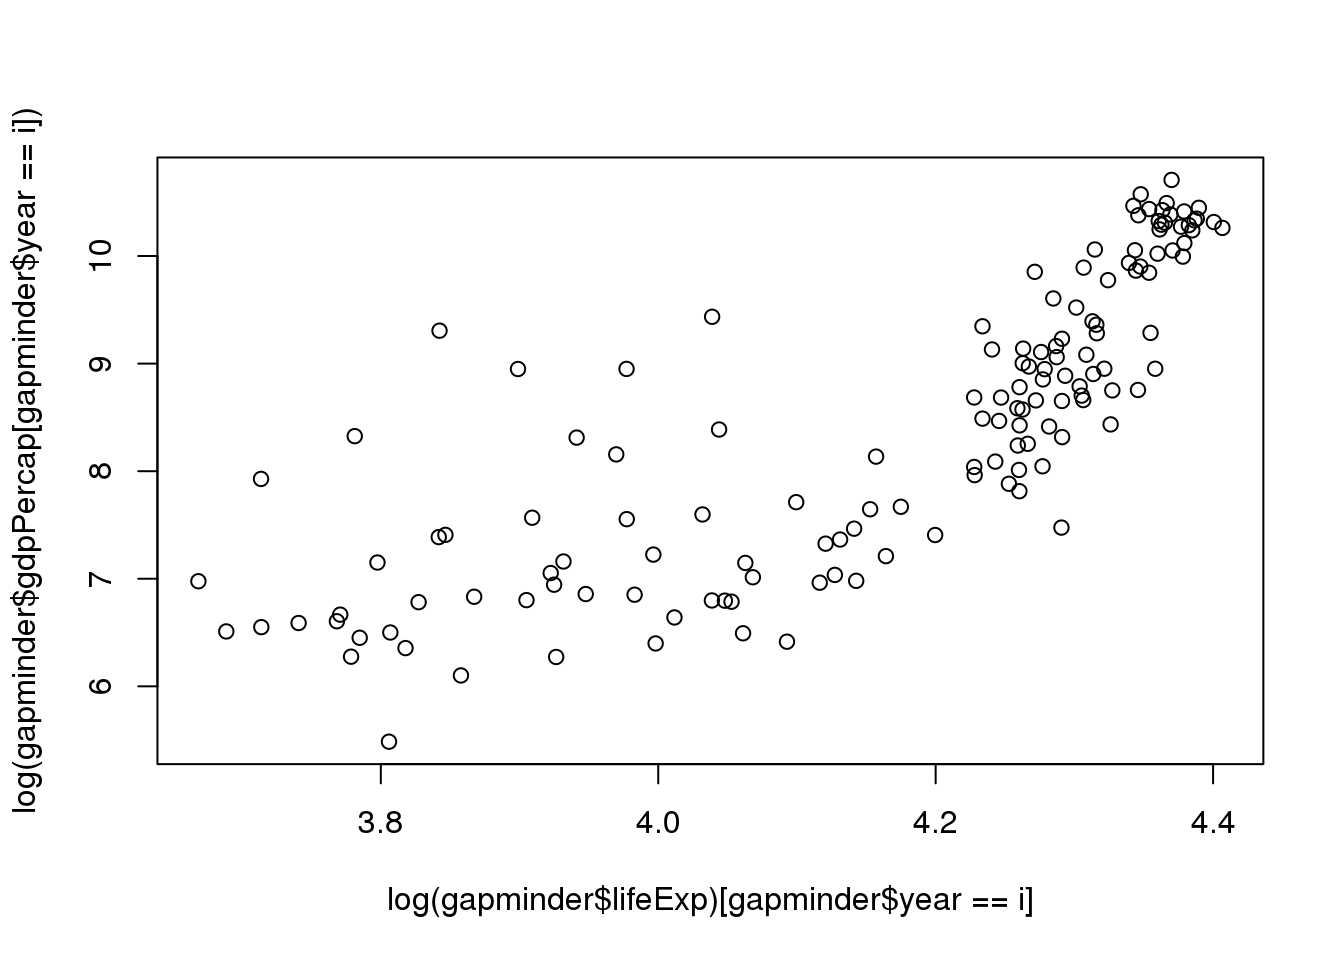 log(gapminder$gdpPercap[gapminder$year == i])
10
9
8
7
6
3.8 4.0 4.2 4.4
log(gapminder$lifeExp)[gapminder$year == i]